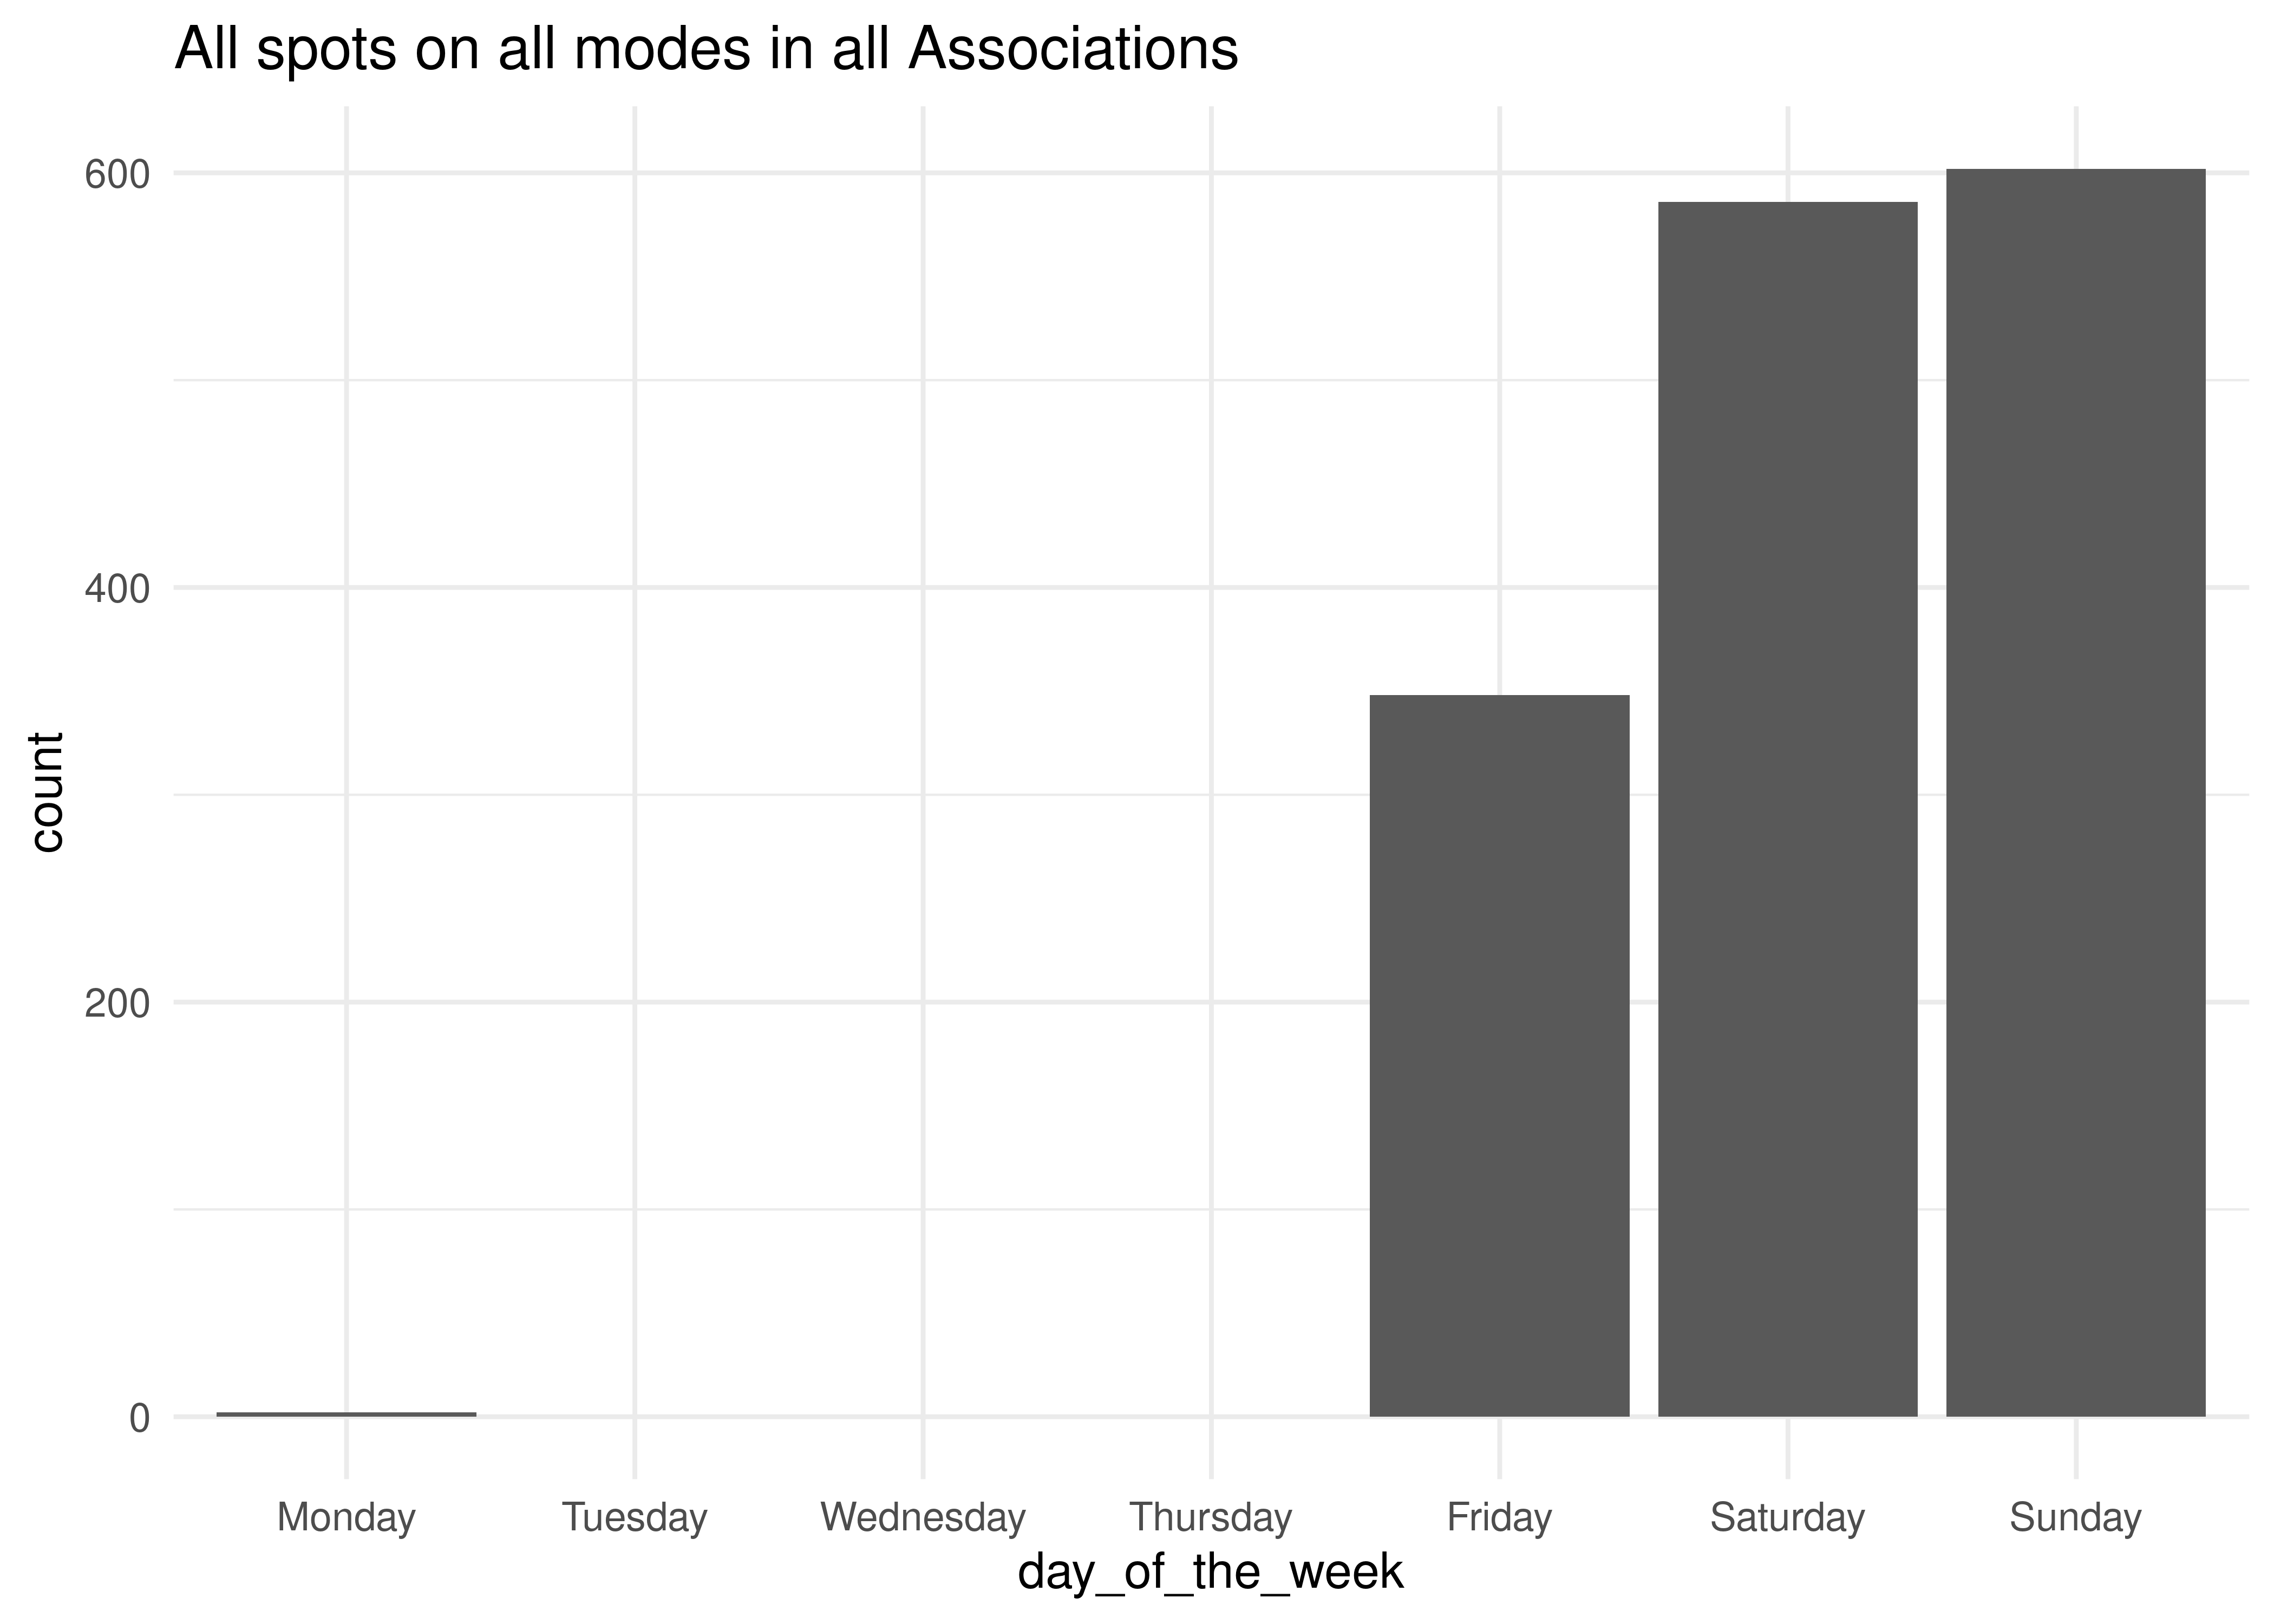 All spots on all modes in all Associations
600
400
200
0
count
Monday Tuesday Wednesday Thursday Friday Saturday Sunday
day_of_the_week